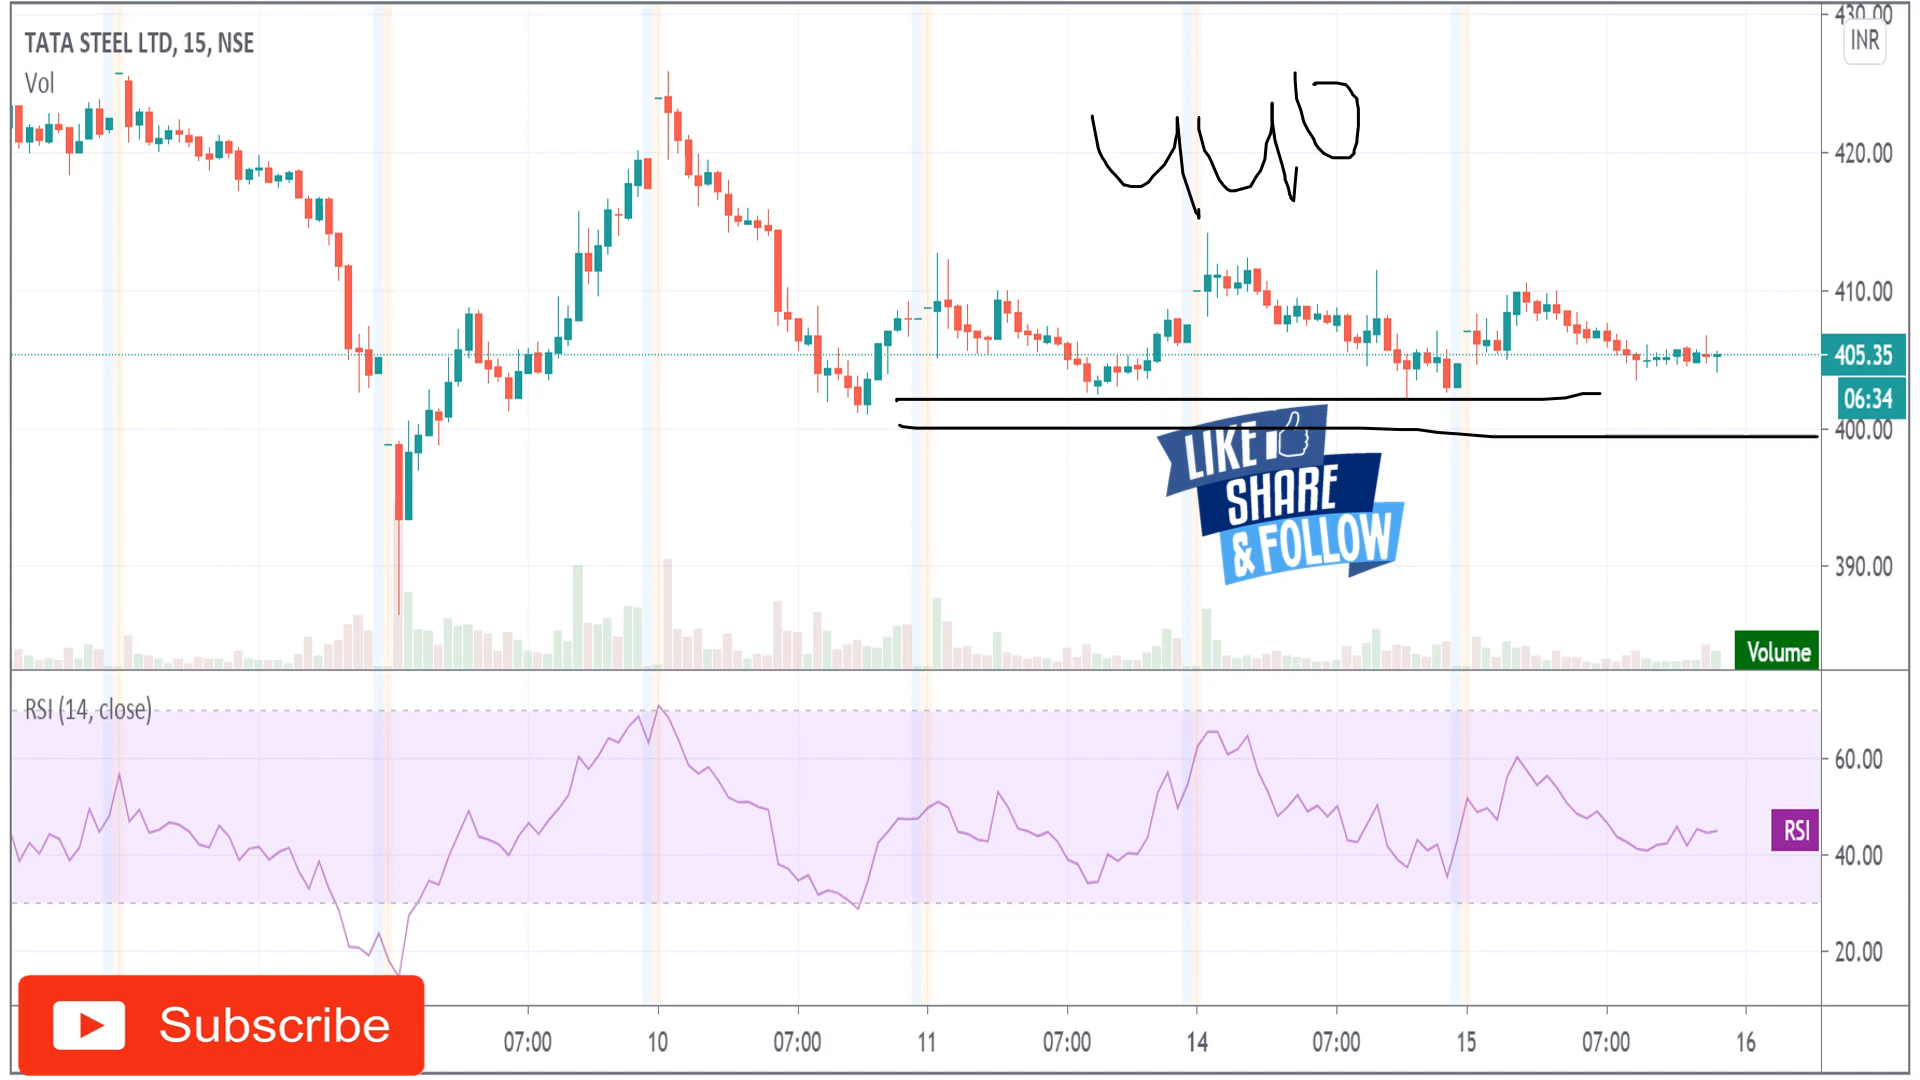 430.00
TATA STEEL LTD, 15, NSE
INR
Vol
440
420.00
410.00
405.35
06:34
400.00
LIKE
SHARE
& FOLLOW
390.00
Volume
RSI (14, close)
60.00
RSI
40.00
20.00
Subscribe
07:00 10 07:00 11 07:00 14 07:00 15 07:00 16